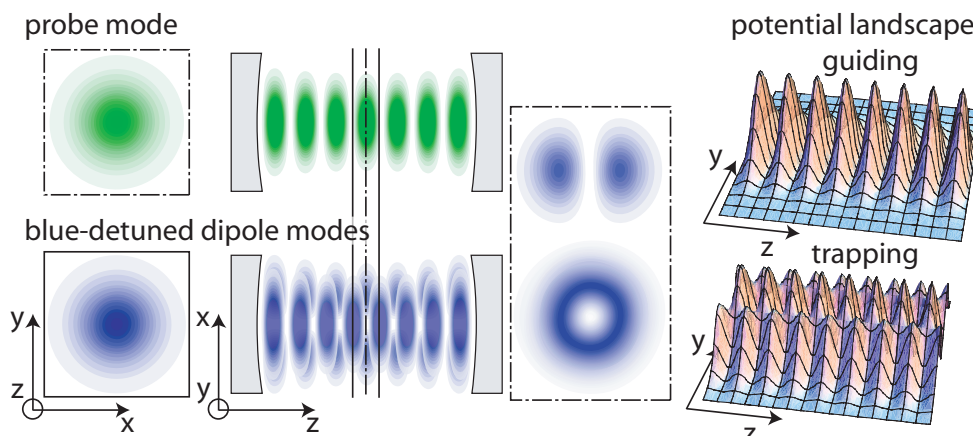 probe mode
potential landscape
guiding
y
z
blue-detuned dipole modes
trapping
y
z
x
x
y
z
y
z